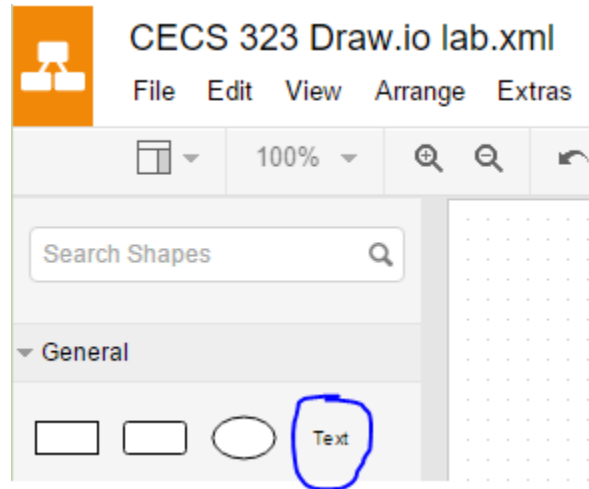 CECS 323 Draw.io lab.xml
File Edit View Arrange Extras
100%
Search Shapes
General
Text